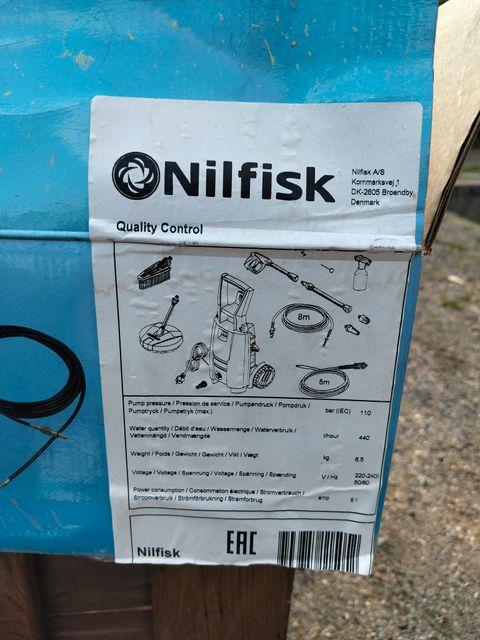 Nilfisk
Nilfisk A/S
Kornmarksvej 1
DK-2605 Broendby
Denmark
Quality Control
8m
5m
Pump pressure / Pression de service / Pumpendruck / Pompdruk /
Pumptryck / Pumpetryk (max.)
bar (IEC) 110
Water quantity / Débit d'eau / Wassermenge / Waterverbruik /
Vattenmängd / Vandmængde
l/hour 440
Weight / Poids / Gewicht / Gewicht / Vikt / Vægt
kg 6.5
Voltage / Voltage / Spannung / Voltage / Spänning / Spænding
V / Hz 220-240/
50/60
Power consumption / Consommation électrique / Stromverbrauch /
Stroomverbruik / Strömförbrukning / Strømforbrug
amp 6.1
Nilfisk
EAC